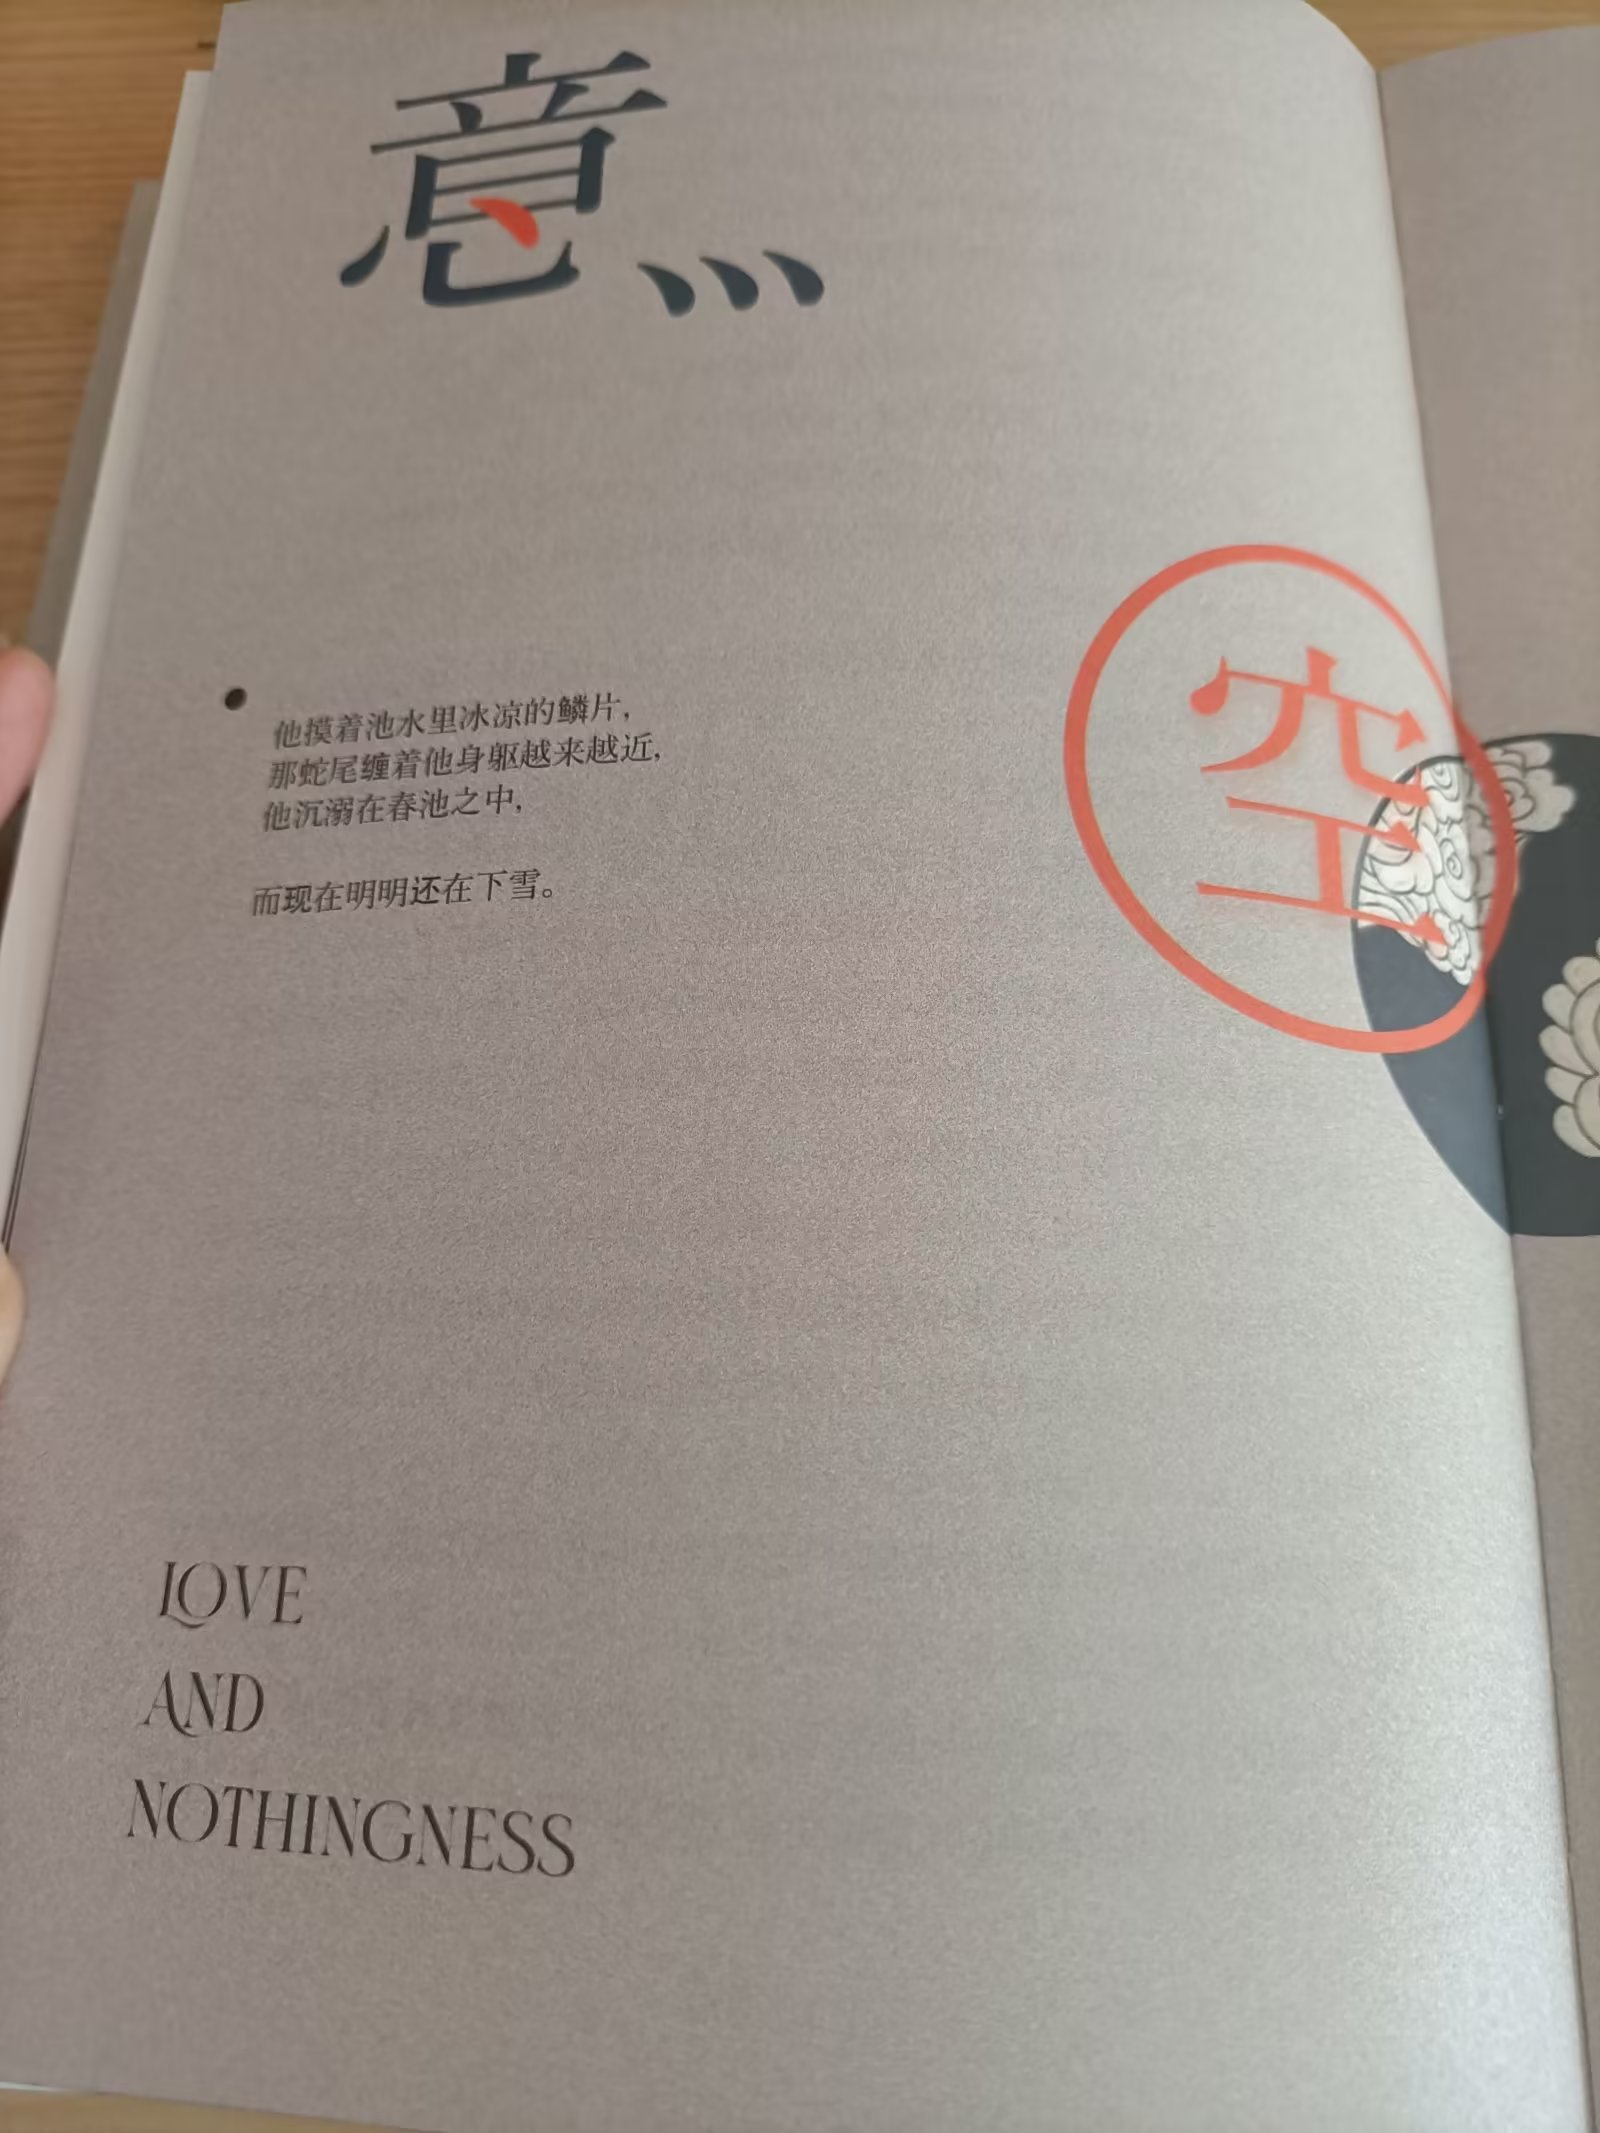 意灬
他摸着池水里冰凉的鳞片，
那蛇尾缠着他身躯越来越近，
他沉溺在春池之中，
而现在明明还在下雪。
空
LOVE
AND
NOTHINGNESS